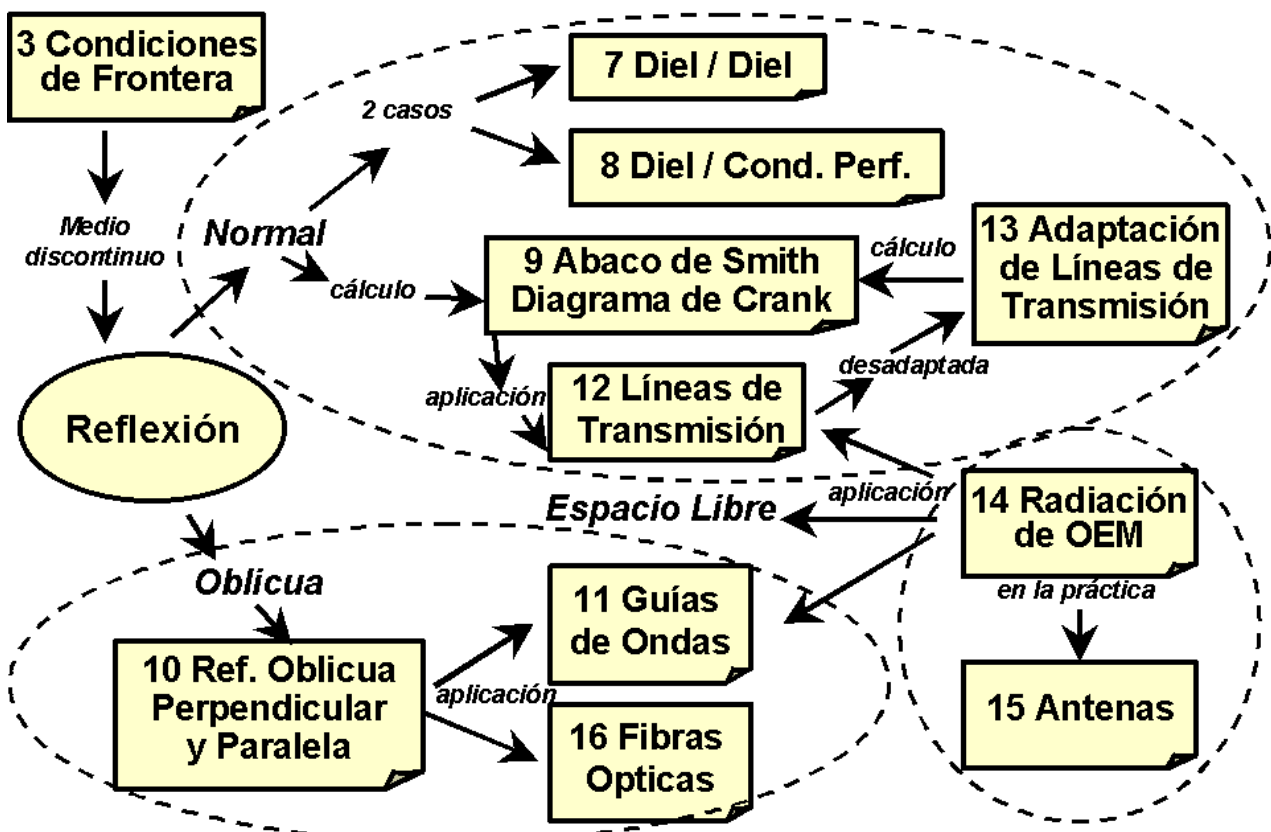 3 Condiciones
de Frontera
Medio
discontinuo
Reflexión
Normal
2 casos
7 Diel / Diel
8 Diel / Cond. Perf.
cálculo
9 Abaco de Smith
Diagrama de Crank
cálculo
13 Adaptación
de Líneas de
Transmisión
aplicación
12 Líneas de
Transmisión
desadaptada
Espacio Libre
aplicación
14 Radiación
de OEM
en la práctica
15 Antenas
Oblicua
10 Ref. Oblicua
Perpendicular
y Paralela
aplicación
11 Guías
de Ondas
16 Fibras
Opticas